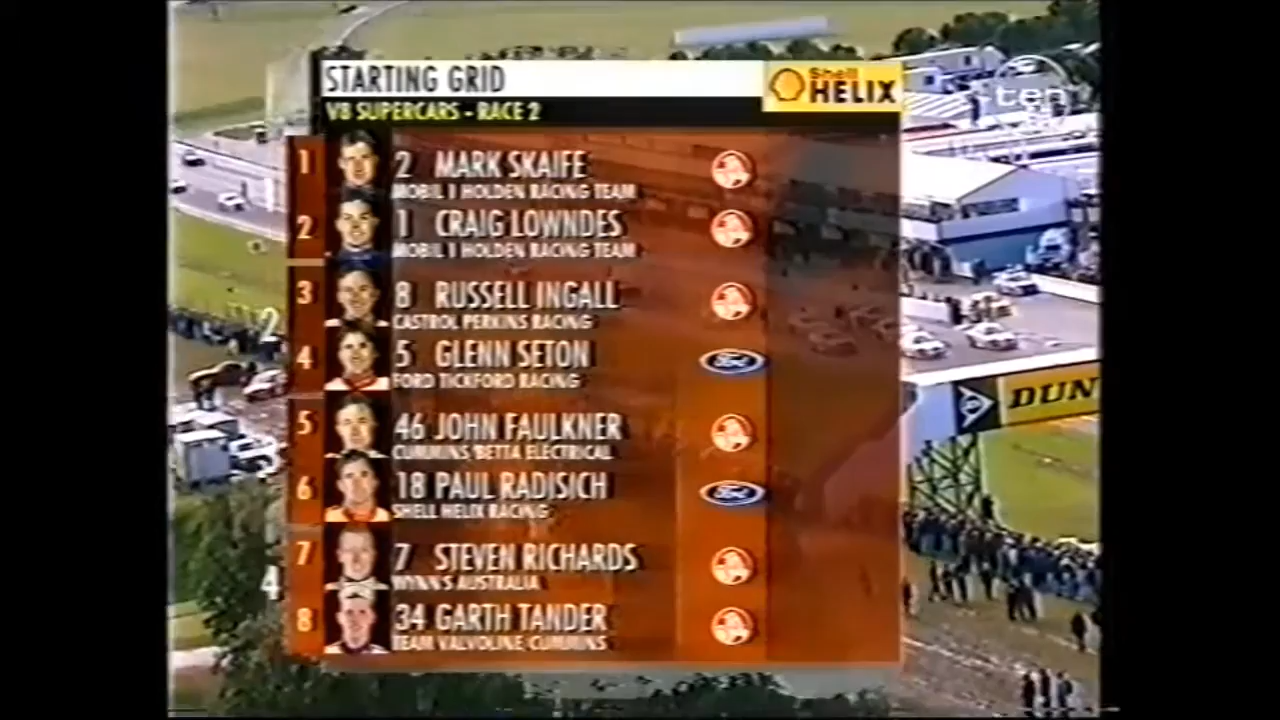 STARTING GRID
Shell
HELIX
ten
V8 SUPERCARS - RACE 2
1 2 MARK SKAIFE
MOBIL 1 HOLDEN RACING TEAM
2 1 CRAIG LOWNDES
MOBIL 1 HOLDEN RACING TEAM
3 8 RUSSELL INGALL
CASTROL PERKINS RACING
2
4 5 GLENN SETON Ford
FORD TICKFORD RACING
DUN
5 46 JOHN FAULKNER
CUMMINS/BETTA ELECTRICAL
6 18 PAUL RADISICH Ford
SHELL HELIX RACING
7 7 STEVEN RICHARDS
WYNN'S AUSTRALIA
4
8 34 GARTH TANDER
TEAM VALVOLINE CUMMINS